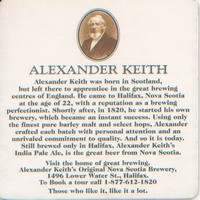 ALEXANDER KEITH
Alexander Keith was born in Scotland,
but left there to apprentice in the great brewing
centres of England. He came to Halifax, Nova Scotia
at the age of 22, with a reputation as a brewing
perfectionist. Shortly after, in 1820, he started his own
brewery, which became an instant success. Using only
the finest pure barley malt and select hops, Alexander
crafted each batch with personal attention and an
unrivaled commitment to quality. And so it is today.
Still brewed only in Halifax, Alexander Keith's
India Pale Ale, is the great beer from Nova Scotia.
Visit the home of great brewing.
Alexander Keith's Original Nova Scotia Brewery,
1496 Lower Water St., Halifax.
To Book a tour call 1-877-612-1820
Those who like it, like it a lot.